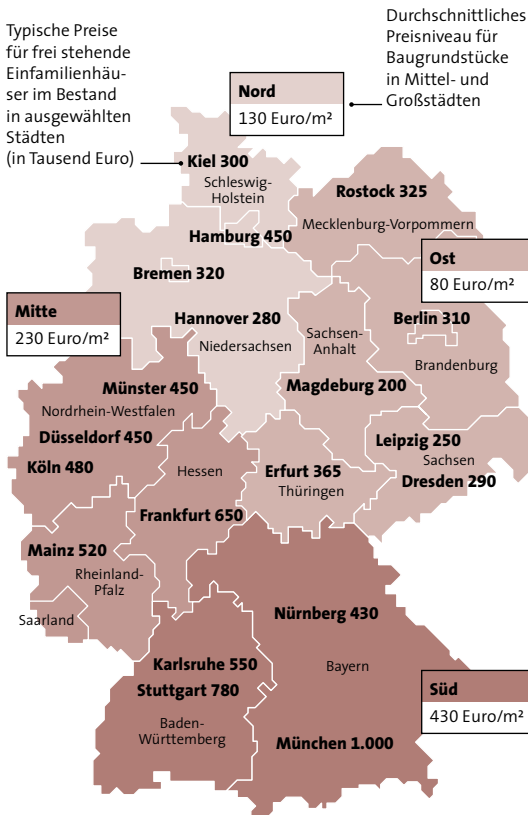 Typische Preise
für frei stehende
Einfamilienhäu-
ser im Bestand
in ausgewählten
Städten
(in Tausend Euro)
Durchschnittliches
Preisniveau für
Baugrundstücke
in Mittel- und
Großstädten
Nord
130 Euro/m²
Kiel 300
Schleswig-
Holstein
Rostock 325
Mecklenburg-Vorpommern
Hamburg 450
Bremen 320
Ost
80 Euro/m²
Mitte
230 Euro/m²
Hannover 280
Niedersachsen
Sachsen-
Anhalt
Berlin 310
Brandenburg
Münster 450
Nordrhein-Westfalen
Magdeburg 200
Düsseldorf 450
Köln 480
Hessen
Erfurt 365
Thüringen
Leipzig 250
Sachsen
Dresden 290
Frankfurt 650
Mainz 520
Rheinland-
Pfalz
Saarland
Nürnberg 430
Karlsruhe 550
Bayern
Stuttgart 780
Baden-
Württemberg
Süd
430 Euro/m²
München 1.000